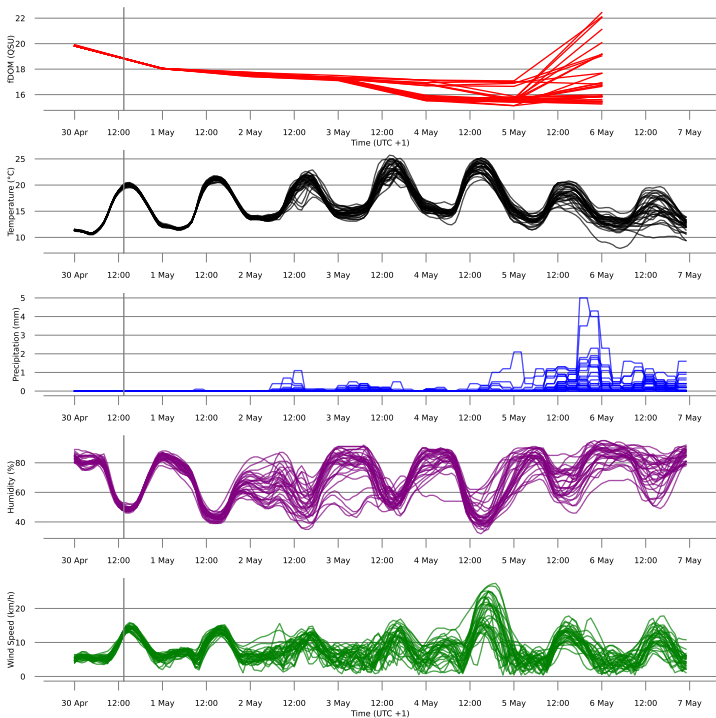 fDOM (QSU)
22
20
18
16
30 Apr 12:00 1 May 12:00 2 May 12:00 3 May 12:00 4 May 12:00 5 May 12:00 6 May 12:00 7 May
Time (UTC +1)
Temperature (°C)
25
20
15
10
30 Apr 12:00 1 May 12:00 2 May 12:00 3 May 12:00 4 May 12:00 5 May 12:00 6 May 12:00 7 May
Precipitation (mm)
5
4
3
2
1
0
30 Apr 12:00 1 May 12:00 2 May 12:00 3 May 12:00 4 May 12:00 5 May 12:00 6 May 12:00 7 May
Humidity (%)
80
60
40
30 Apr 12:00 1 May 12:00 2 May 12:00 3 May 12:00 4 May 12:00 5 May 12:00 6 May 12:00 7 May
Wind Speed (km/h)
20
10
0
30 Apr 12:00 1 May 12:00 2 May 12:00 3 May 12:00 4 May 12:00 5 May 12:00 6 May 12:00 7 May
Time (UTC +1)